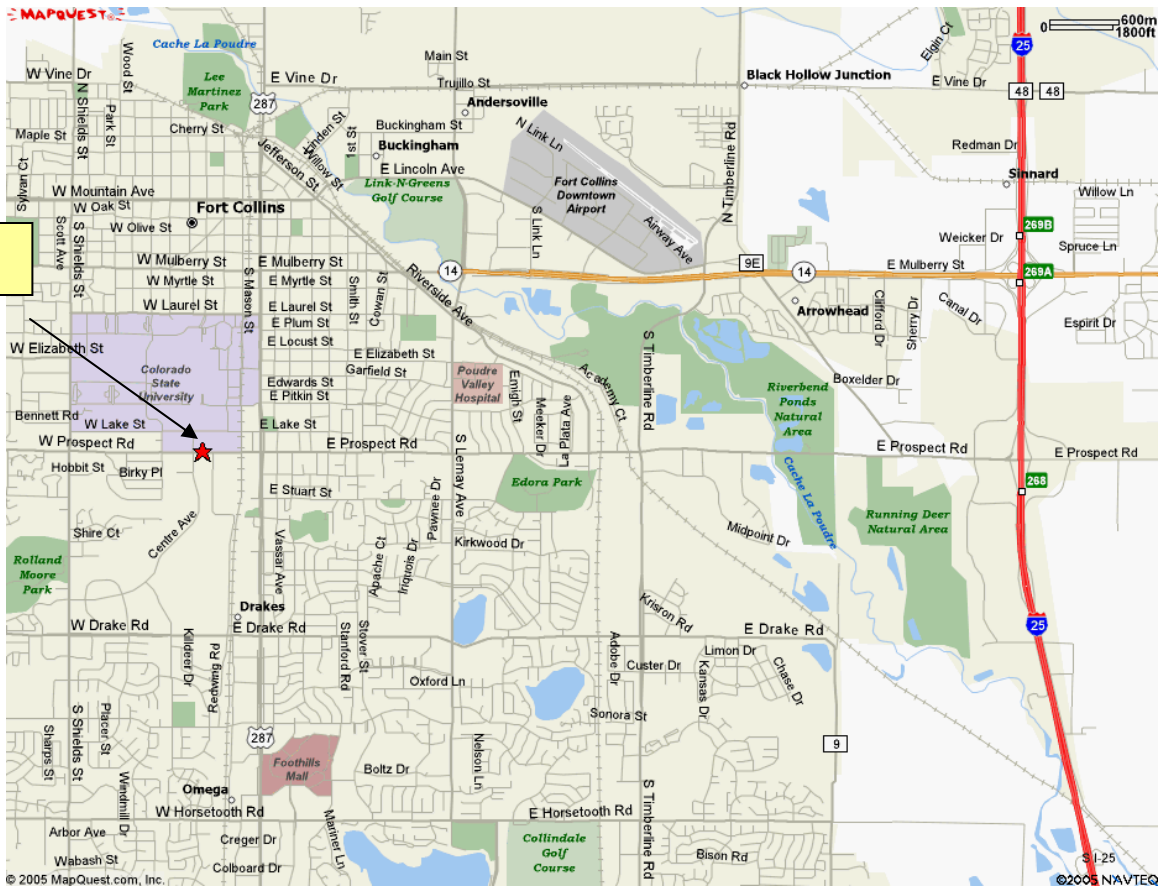 MAPQUEST
0 600m
1800ft
25
Elgin Ct
Cache La Poudre
Wood St
Main St
W Vine Dr
Lee
Martinez
Park
E Vine Dr
Trujillo St
Black Hollow Junction
E Vine Dr
48 48
287
Andersoville
N Shields St
Park St
Maple St
Cherry St
Linden St
Willow St
1st St
Buckingham St
Buckingham
N Link Ln
N Timberline Rd
Redman Dr
Jefferson St
E Lincoln Ave
Sinnard
Sylvan Ct
W Mountain Ave
Link-N-Greens
Golf Course
Fort Collins
Downtown
Airport
Willow Ln
W Oak St
Fort Collins
W Olive St
Scott Ave
S Shields St
S Link Ln
Airway Ave
269B
Weicker Dr
Spruce Ln
W Mulberry St
E Mulberry St
14
9E
14
E Mulberry St
269A
W Myrtle St
S Mason St
E Myrtle St
Smith St
Cowan St
Riverside Ave
W Laurel St
E Laurel St
E Plum St
Arrowhead
Clifford Dr
Sherry Dr
Canal Dr
Espirit Dr
W Elizabeth St
E Locust St
E Elizabeth St
S Timberline Rd
Colorado
State
University
Garfield St
Poudre
Valley
Hospital
Academy Ct
Boxelder Dr
Edwards St
E Pitkin St
Emigh St
Meeker Dr
La Plata Ave
Riverbend
Ponds
Natural
Area
Bennett Rd
W Lake St
E Lake St
W Prospect Rd
E Prospect Rd
S Lemay Ave
E Prospect Rd
E Prospect Rd
Hobbit St
Birky Pl
E Stuart St
Pawnee Dr
Edora Park
Cache La Poudre
268
Running Deer
Natural Area
Shire Ct
Centre Ave
Vassar Ave
Apache Ct
Iriquois Dr
Kirkwood Dr
Midpoint Dr
Rolland
Moore
Park
Drakes
Krisron Rd
25
W Drake Rd
E Drake Rd
E Drake Rd
Killdeer Dr
Redwing Rd
Stanford Rd
Stover St
Adobe Dr
Limon Dr
Custer Dr
Kansas Dr
Chase Dr
Oxford Ln
S Shields St
Placer St
Sonora St
Sharps St
287
Nelson Ln
9
Foothills
Mall
Boltz Dr
Windmill Dr
Omega
S Timberline Rd
W Horsetooth Rd
E Horsetooth Rd
Mariner Ln
Arbor Ave
Creger Dr
Collindale
Golf
Course
Wabash St
Colboard Dr
Bison Rd
S I-25
© 2005 MapQuest.com, Inc.
©2005 NAVTEQ